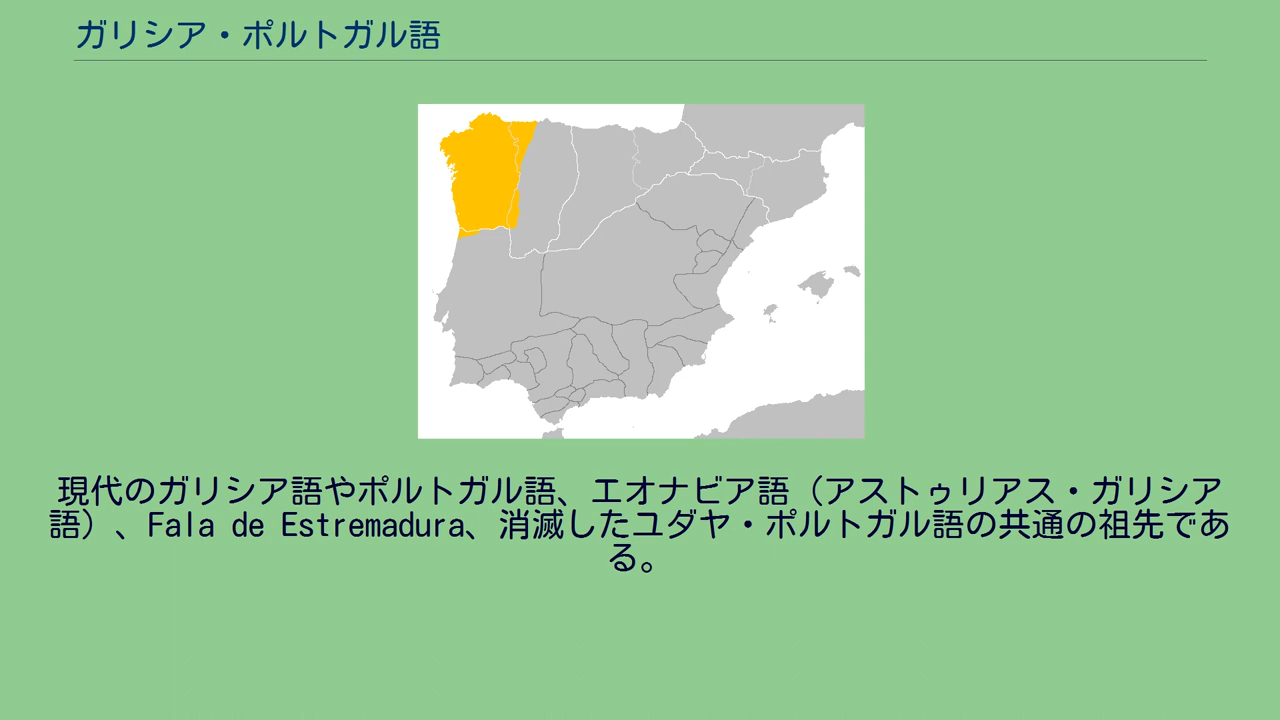 ガリシア・ポルトガル語
現代のガリシア語やポルトガル語、エオナビア語（アストゥリアス・ガリシア
語）、Fala de Estremadura、消滅したユダヤ・ポルトガル語の共通の祖先であ
る。